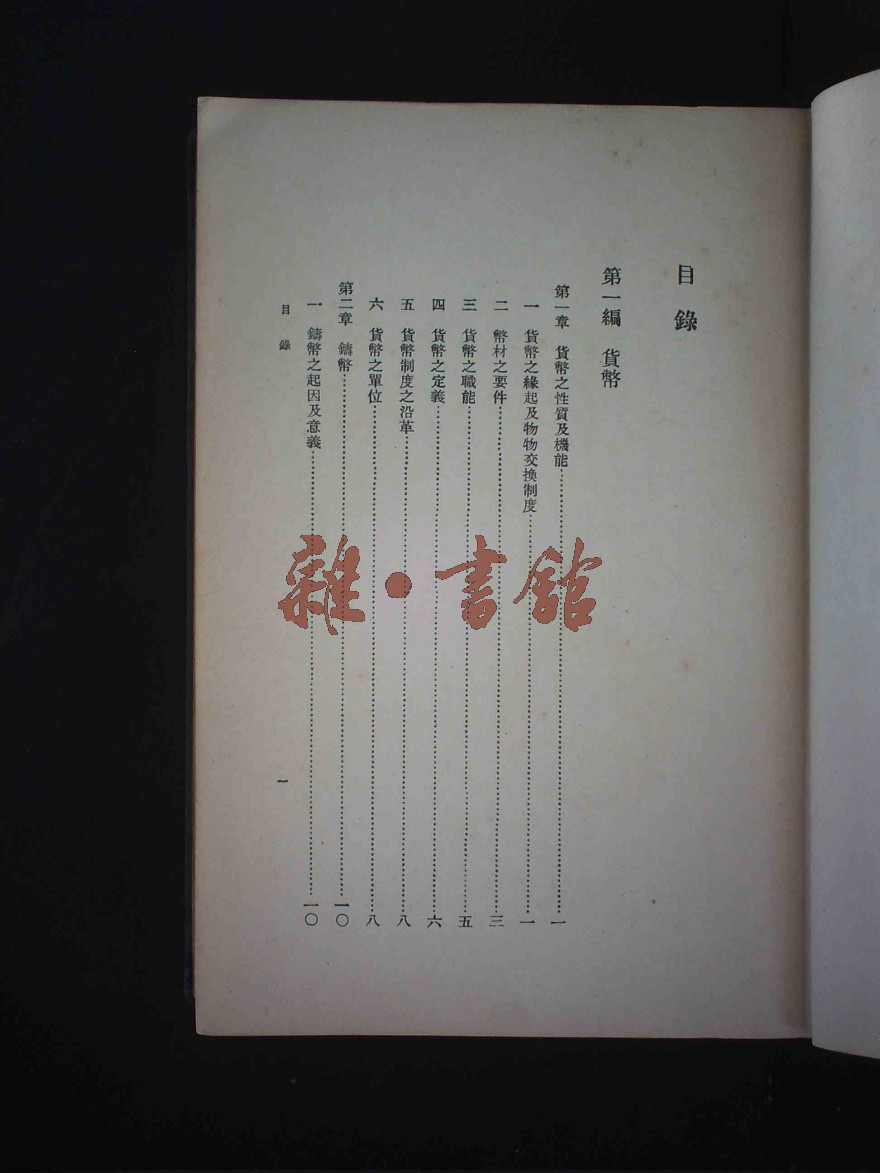 目錄
第一編 貨幣
第一章 貨幣之性質及機能……一
一 貨幣之緣起及物物交換制度……一
二 幣材之要件……三
三 貨幣之職能……五
四 貨幣之定義……六
五 貨幣制度之沿革……八
六 貨幣之單位……八
第二章 鑄幣……一〇
一 鑄幣之起因及意義……一〇
目錄
一
雜·書館